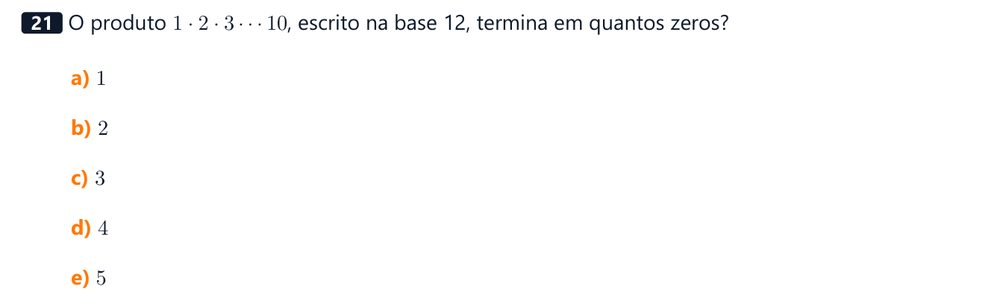 21 O produto 1 · 2 · 3 · · · 10, escrito na base 12, termina em quantos zeros?
a) 1
b) 2
c) 3
d) 4
e) 5